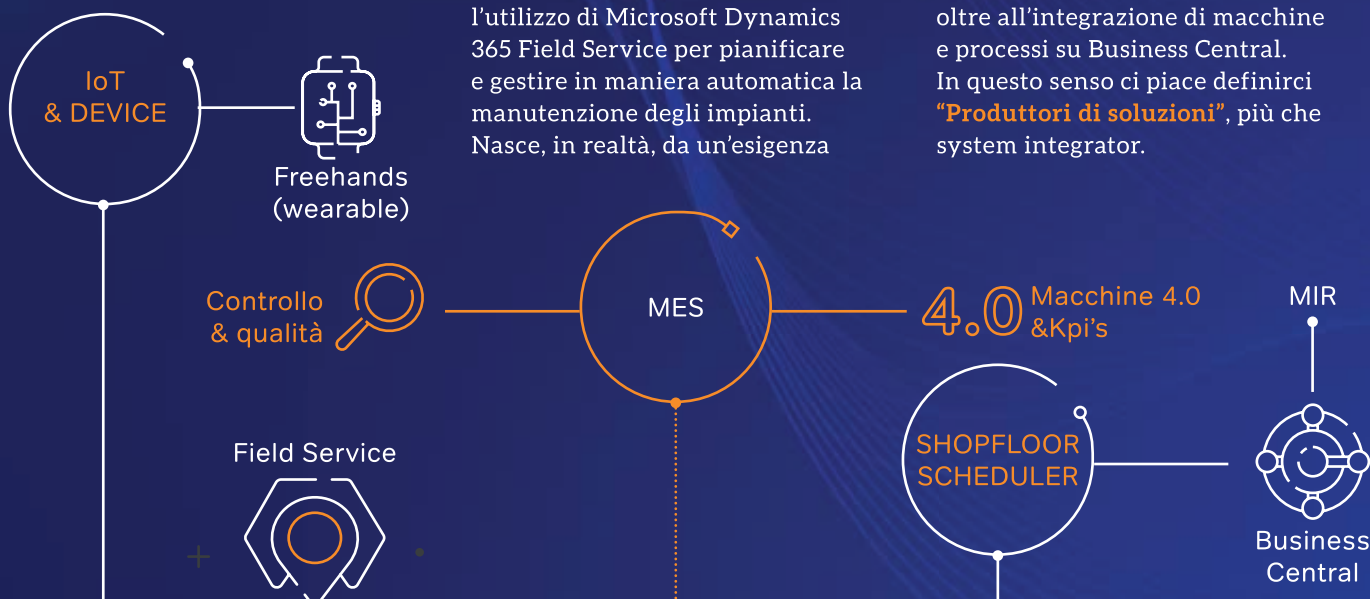 l'utilizzo di Microsoft Dynamics
365 Field Service per pianificare
e gestire in maniera automatica la
manutenzione degli impianti.
Nasce, in realtà, da un'esigenza
oltre all'integrazione di macchine
e processi su Business Central.
In questo senso ci piace definirci
“Produttori di soluzioni”, più che
system integrator.
IoT
& DEVICE
Freehands
(wearable)
Controllo
& qualità
MES
4.0
Macchine 4.0
&Kpi's
MIR
SHOPFLOOR
SCHEDULER
Field Service
Business
Central